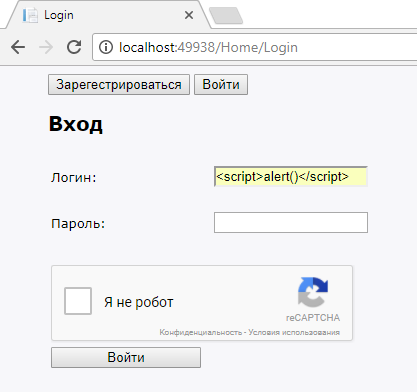 Login
localhost:49938/Home/Login
Зарегестрироваться Войти
Вход
Логин: <script>alert()</script>
Пароль:
Я не робот
reCAPTCHA
Конфиденциальность - Условия использования
Войти